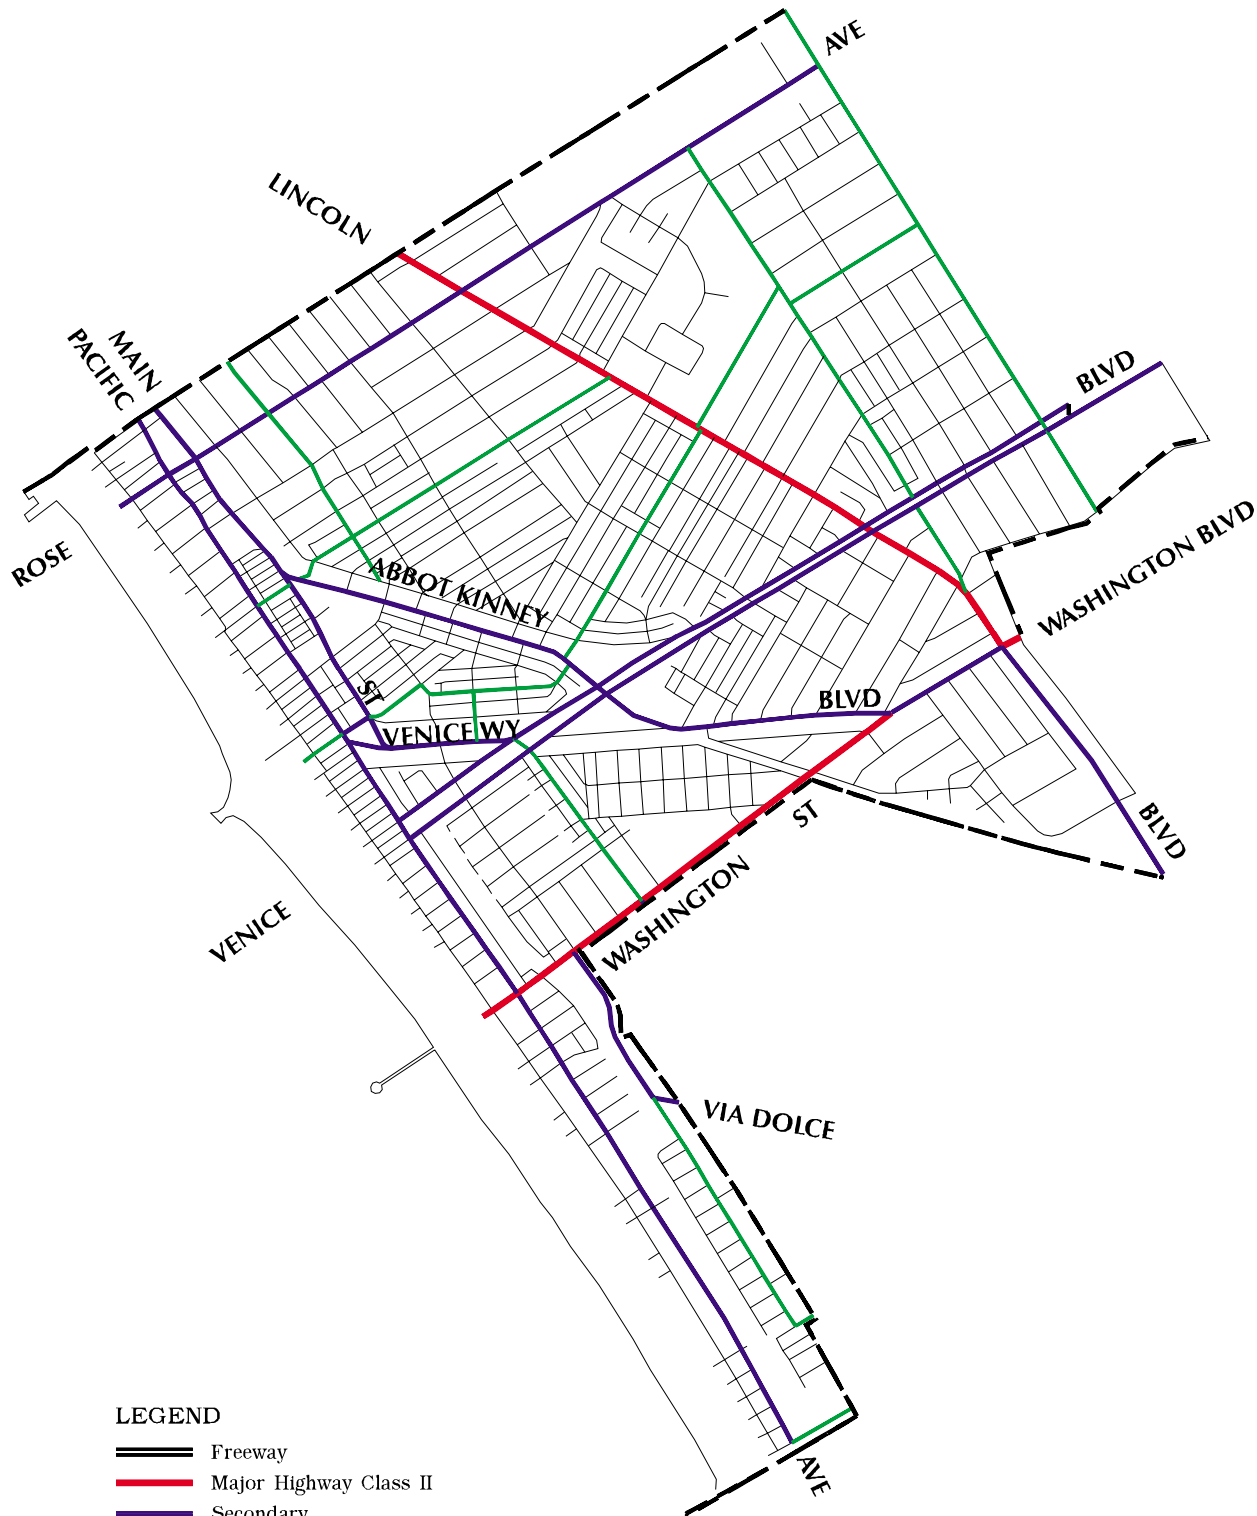 AVE
LINCOLN
MAIN
PACIFIC
BLVD
ROSE
WASHINGTON BLVD
ABBOT KINNEY
ST
BLVD
VENICE WY
ST
BLVD
WASHINGTON
VENICE
VIA DOLCE
AVE
LEGEND
Freeway
Major Highway Class II
Secondary